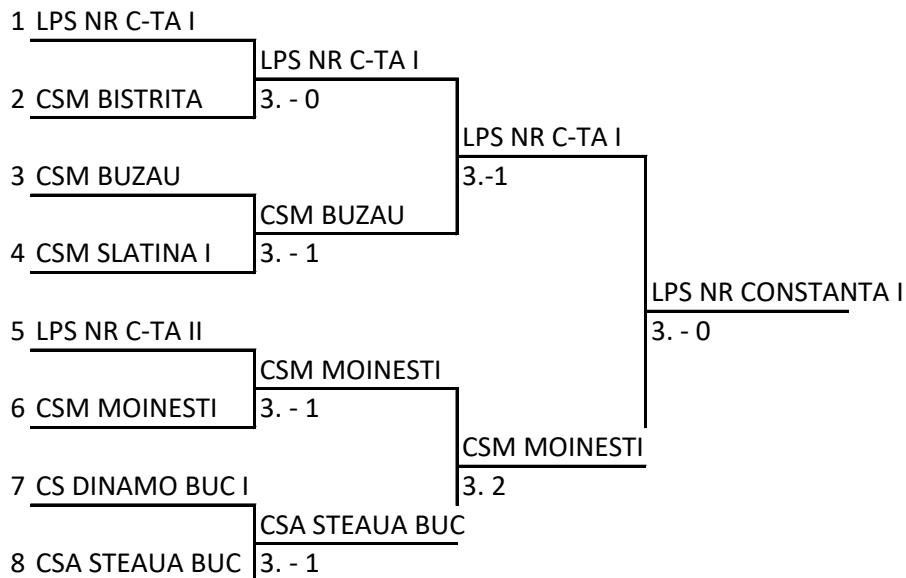 1 LPS NR C-TA I
LPS NR C-TA I
2 CSM BISTRITA
3. - 0
LPS NR C-TA I
3 CSM BUZAU
3.-1
CSM BUZAU
4 CSM SLATINA I
3. - 1
LPS NR CONSTANTA I
5 LPS NR C-TA II
3. - 0
CSM MOINESTI
6 CSM MOINESTI
3. - 1
CSM MOINESTI
7 CS DINAMO BUC I
3. 2
CSA STEAUA BUC
8 CSA STEAUA BUC
3. - 1